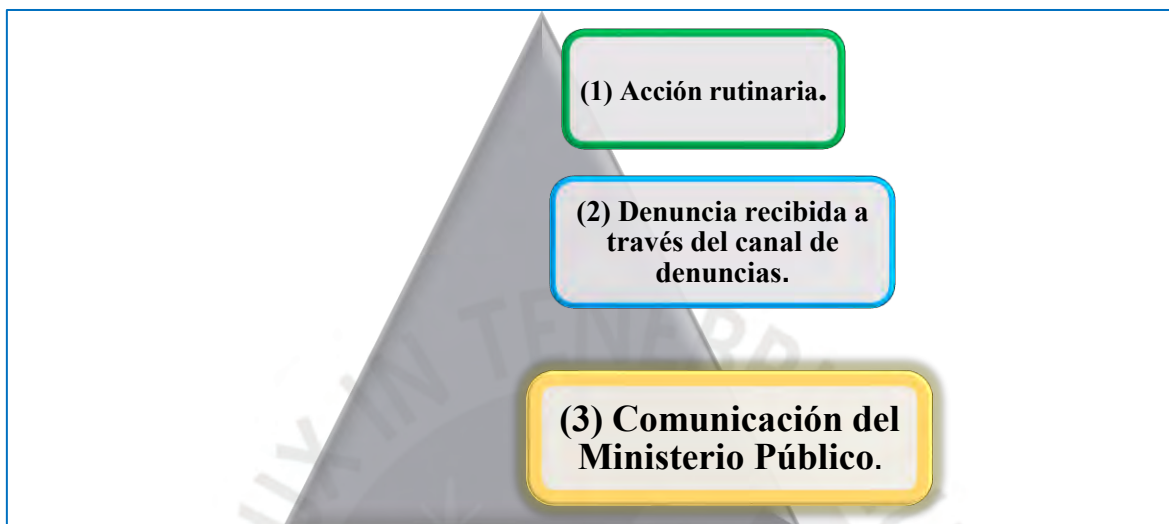 (1) Acción rutinaria.
(2) Denuncia recibida a
través del canal de
denuncias.
(3) Comunicación del
Ministerio Público.